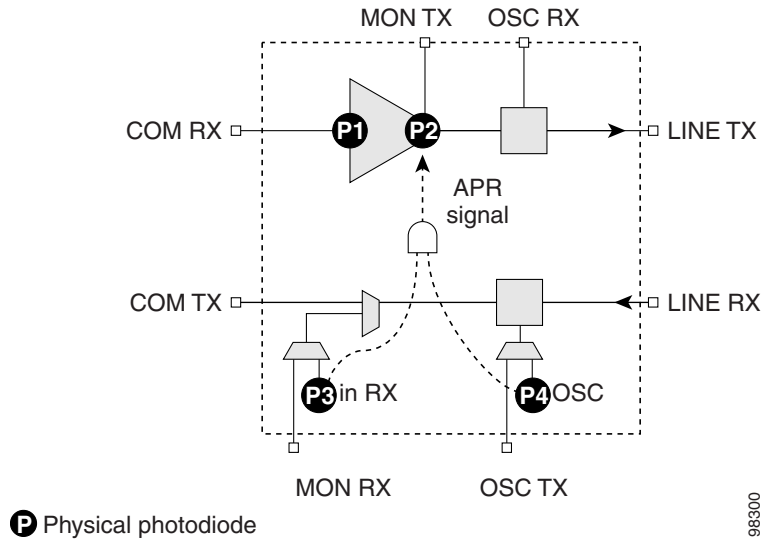 MON TX OSC RX
COM RX P1 P2 LINE TX
APR
signal
COM TX LINE RX
P3 in RX P4 OSC
MON RX OSC TX
P Physical photodiode
98300